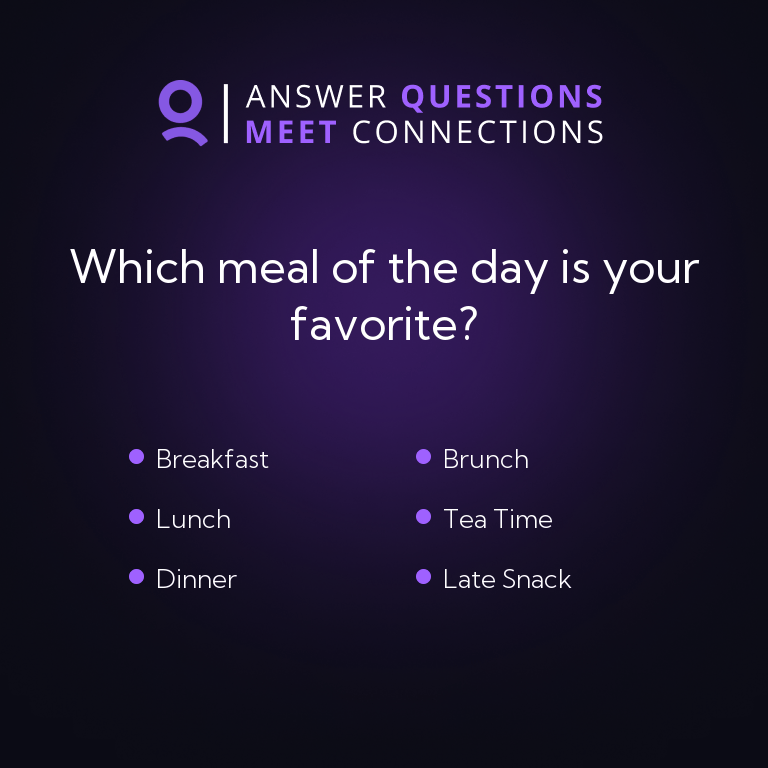 ANSWER QUESTIONS
MEET CONNECTIONS
Which meal of the day is your
favorite?
Breakfast
Lunch
Dinner
Brunch
Tea Time
Late Snack